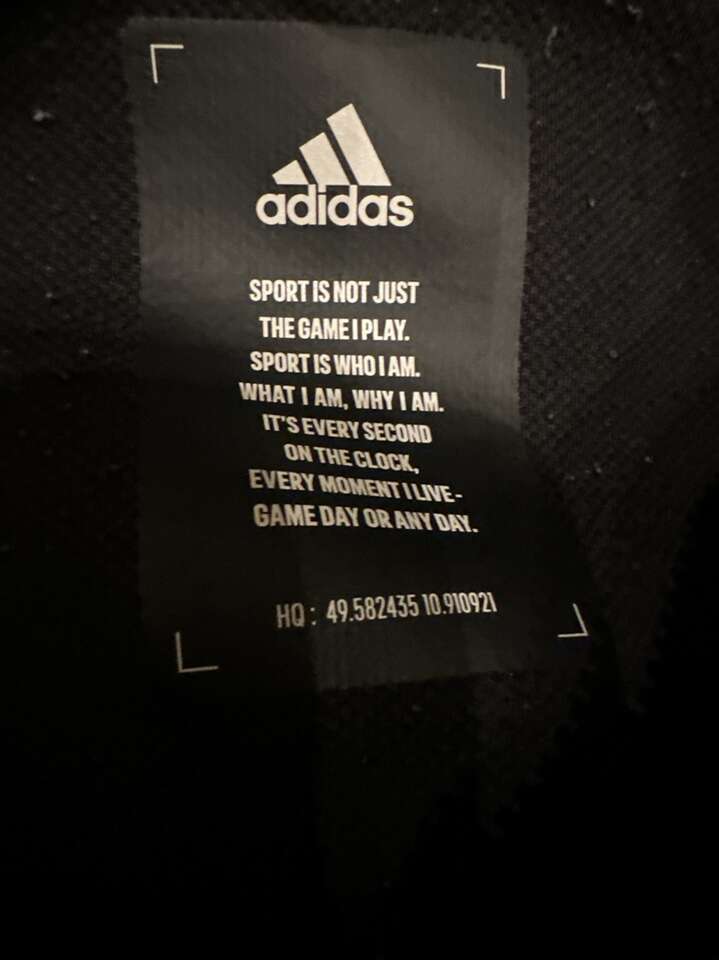 adidas
SPORT IS NOT JUST
THE GAME I PLAY.
SPORT IS WHO I AM.
WHAT I AM, WHY I AM.
IT'S EVERY SECOND
ON THE CLOCK,
EVERY MOMENT I LIVE-
GAME DAY OR ANY DAY.
HQ: 49.582435 10.910921